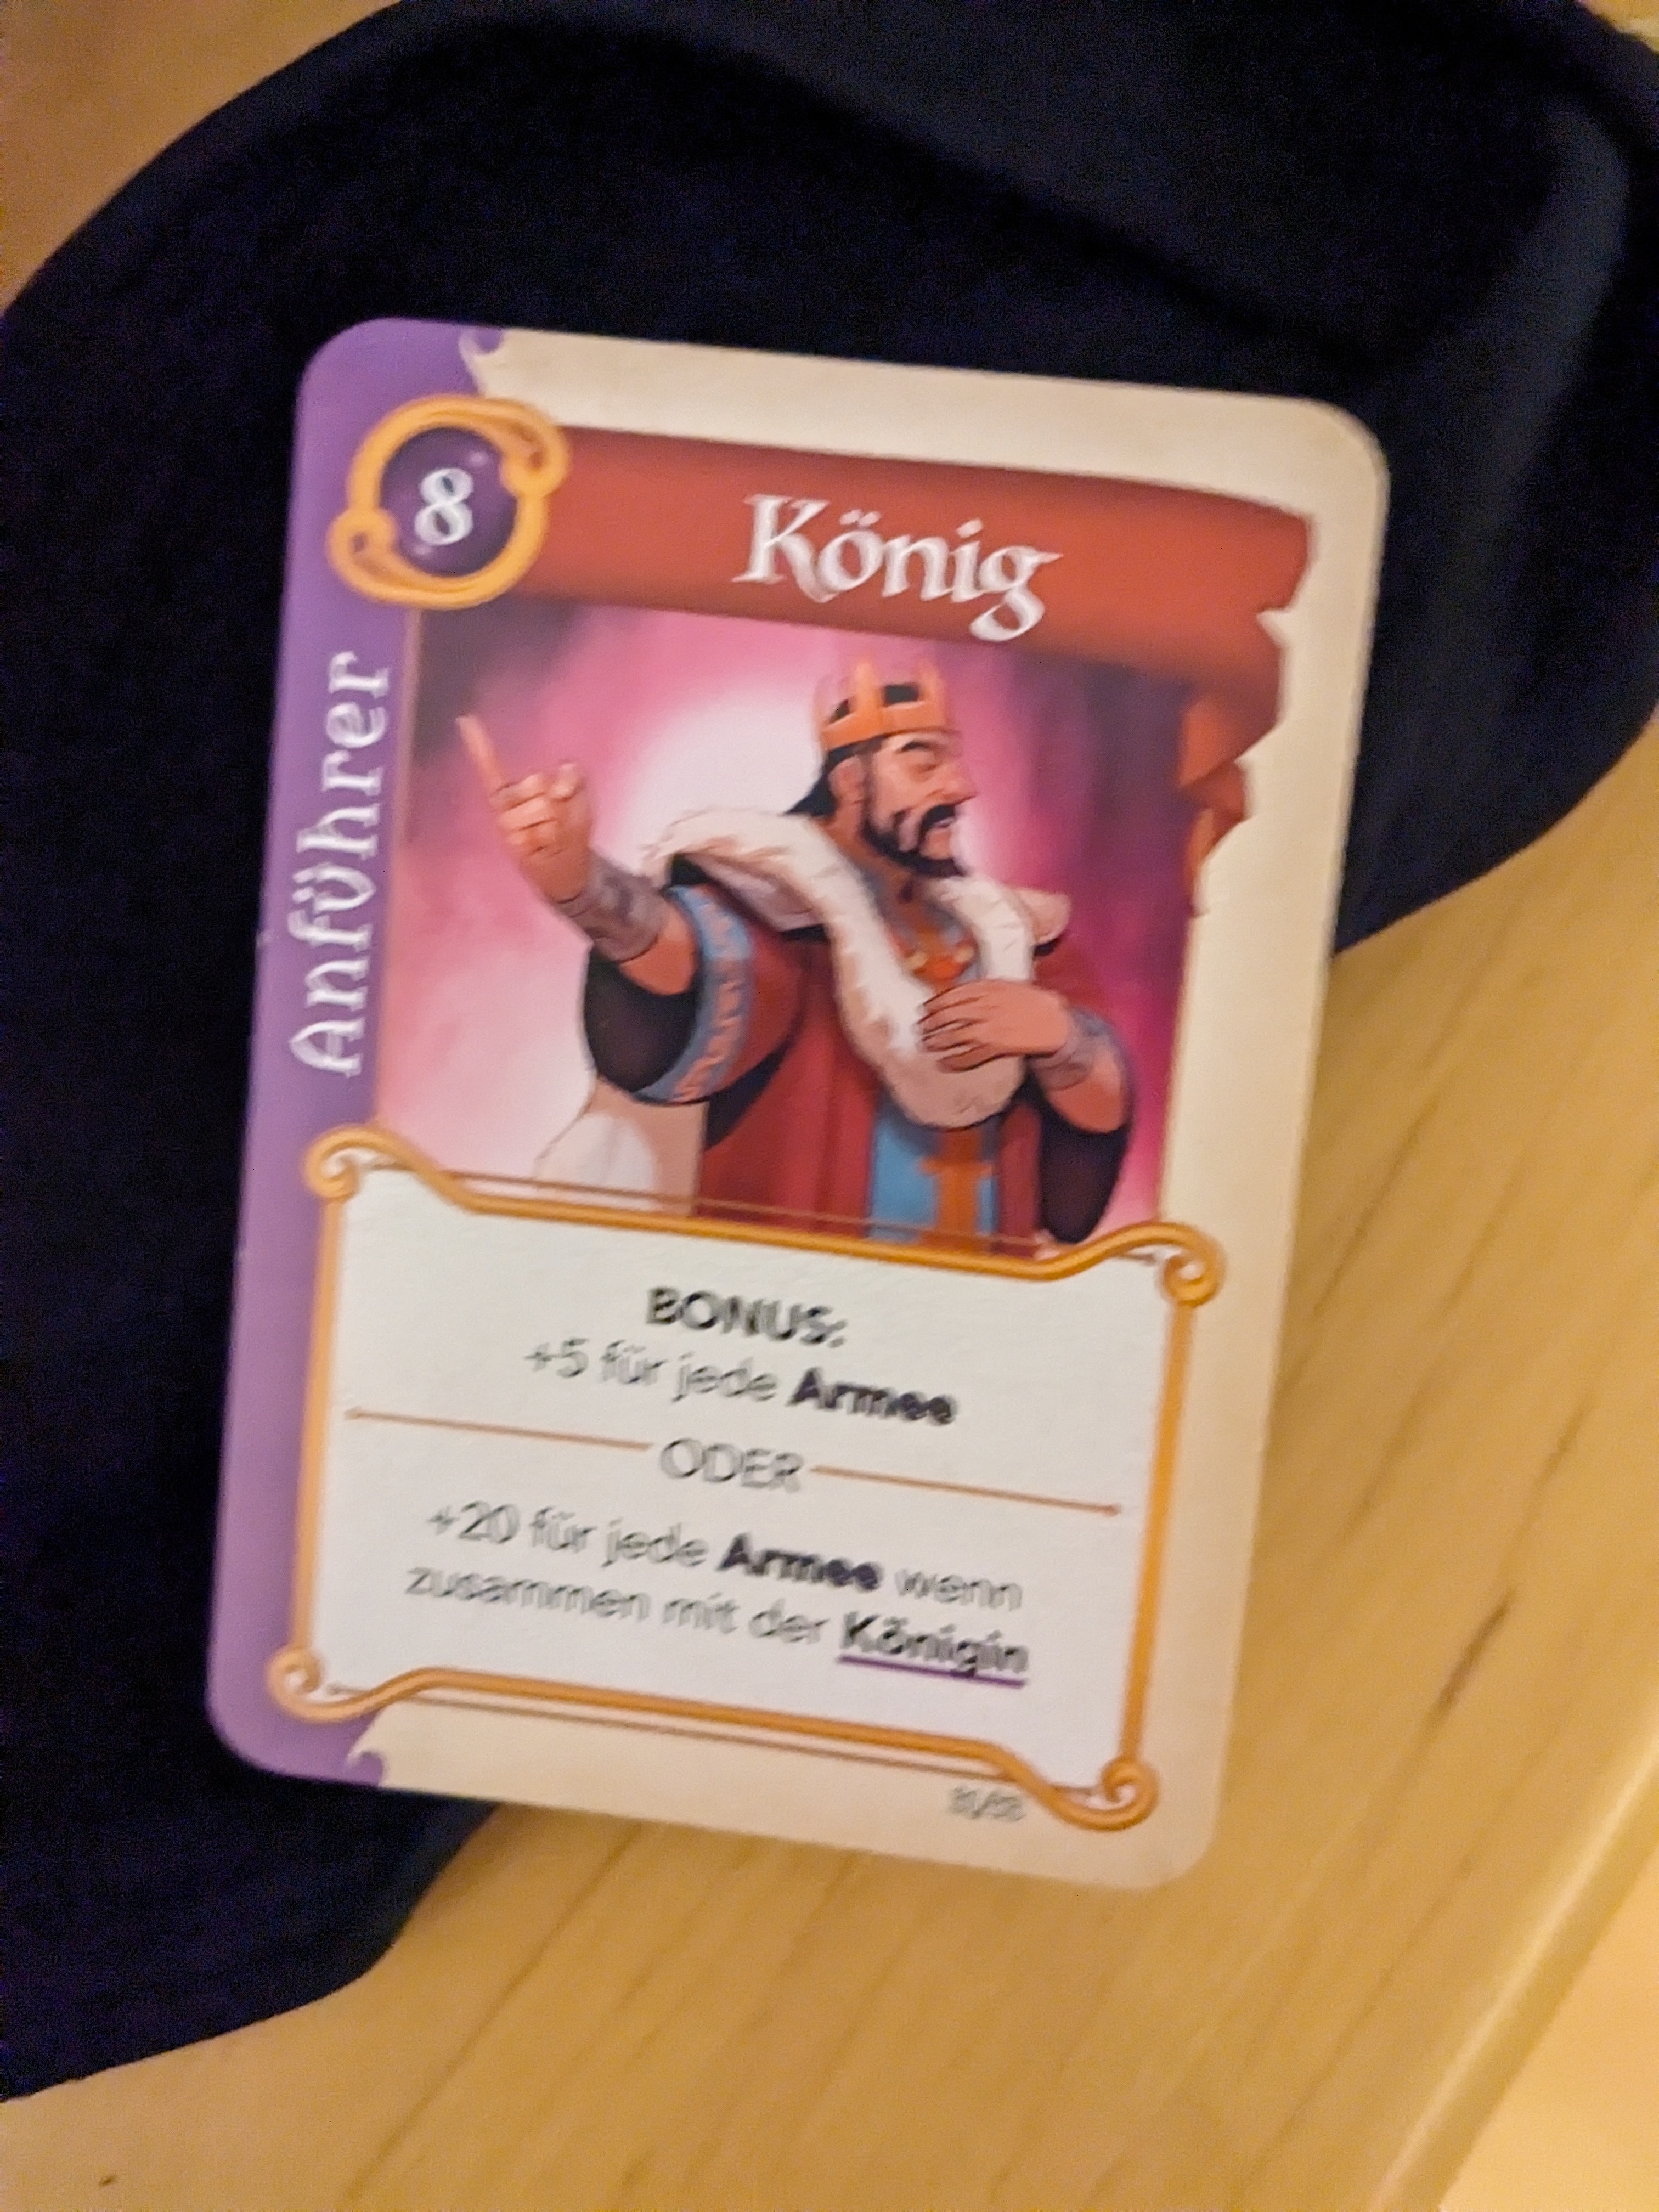 8
König
Anführer
BONUS:
+5 für jede Armee
ODER
+20 für jede Armee wenn
zusammen mit der Königin